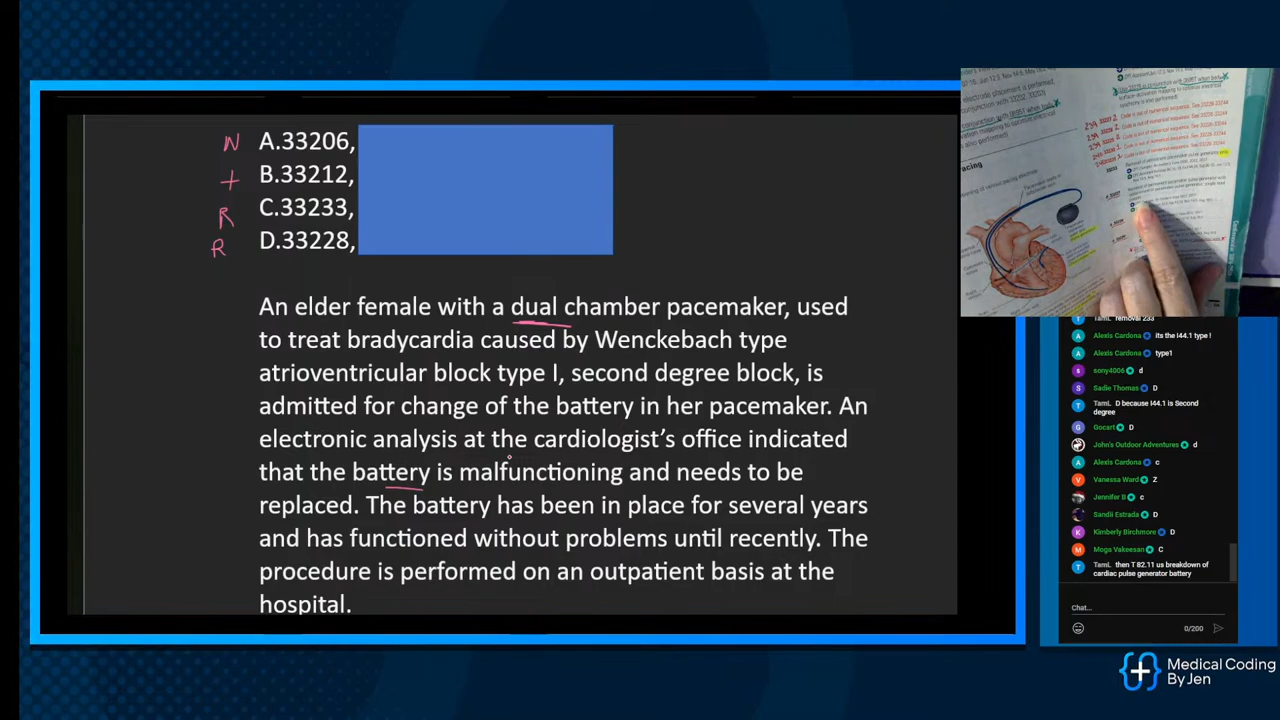 N A.33206,
+ B.33212,
R C.33233,
R D.33228,
An elder female with a dual chamber pacemaker, used
to treat bradycardia caused by Wenckebach type
atrioventricular block type I, second degree block, is
admitted for change of the battery in her pacemaker. An
electronic analysis at the cardiologist’s office indicated
that the battery is malfunctioning and needs to be
replaced. The battery has been in place for several years
and has functioned without problems until recently. The
procedure is performed on an outpatient basis at the
hospital.
electrode placement is performed
T TamL removal 233
A Alexis Cardona its the I44.1 type !
A Alexis Cardona type1
S sony4006 d
S Sadie Thomas D
T TamL D because I44.1 is Second
degree
G Gocart D
John's Outdoor Adventures d
A Alexis Cardona c
V Vanessa Ward Z
Jennifer B c
S Sandii Estrada D
K Kimberly Birchmore D
M Moga Vakeesan C
T TamL then T 82.11 us breakdown of
cardiac pulse generator battery
Chat...
0/200
Medical Coding
By Jen